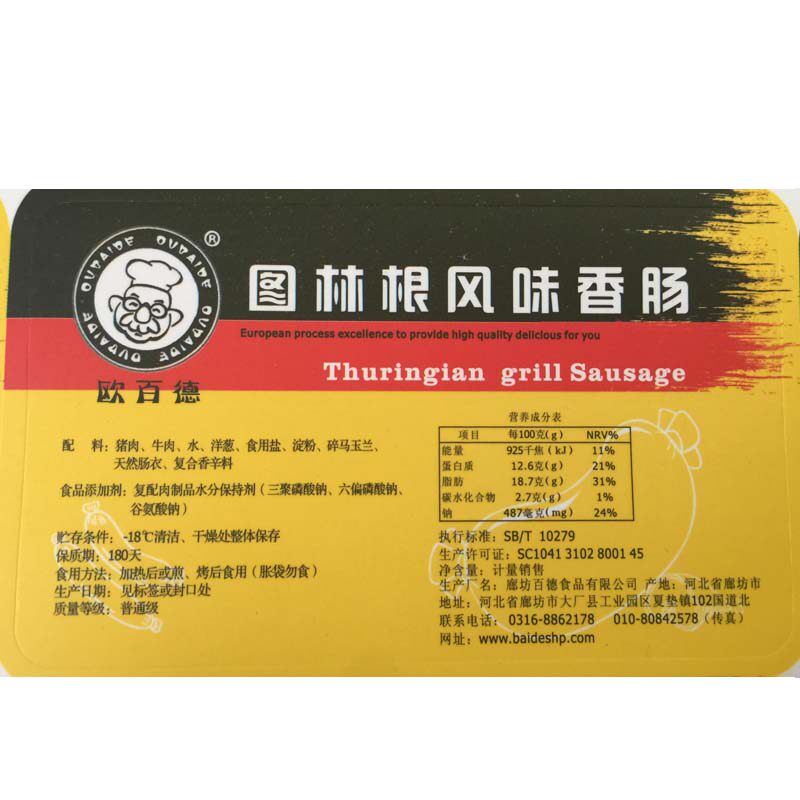 OUBAIDE OUBAIDE OUBAIDE OUBAIDE
®
欧百德
图林根风味香肠
European process excellence to provide high quality delicious for you
Thuringian grill Sausage
配 料：猪肉、牛肉、水、洋葱、食用盐、淀粉、碎马玉兰、
天然肠衣、复合香辛料
食品添加剂：复配肉制品水分保持剂（三聚磷酸钠、六偏磷酸钠、
谷氨酸钠）
贮存条件：-18℃清洁、干燥处整体保存
保质期：180天
食用方法：加热后或煎、烤后食用（胀袋勿食）
生产日期：见标签或封口处
质量等级：普通级
营养成分表
项目 每100克(g) NRV%
能量 925千焦（kJ） 11%
蛋白质 12.6克(g) 21%
脂肪 18.7克(g) 31%
碳水化合物 2.7克(g) 1%
钠 487毫克(mg) 24%
执行标准：SB/T 10279
生产许可证：SC1041 3102 8001 45
净含量：计量销售
生产厂名：廊坊百德食品有限公司 产地：河北省廊坊市
地址：河北省廊坊市大厂县工业园区夏垫镇102国道北
联系电话：0316-8862178 010-80842578（传真）
网址：www.baideshp.com